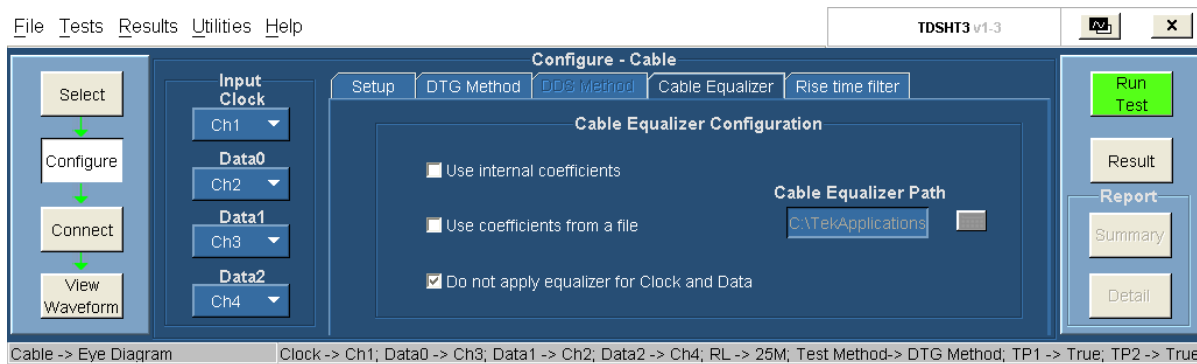 File Tests Results Utilities Help
TDSHT3 v1-3
x
Configure - Cable
Select
Configure
Connect
View
Waveform
Input
Clock
Ch1
Data0
Ch2
Data1
Ch3
Data2
Ch4
Setup
DTG Method
DDS Method
Cable Equalizer
Rise time filter
Cable Equalizer Configuration
Use internal coefficients
Use coefficients from a file
Do not apply equalizer for Clock and Data
Cable Equalizer Path
C:\TekApplications
Run
Test
Result
Report
Summary
Detail
Cable -> Eye Diagram
Clock -> Ch1; Data0 -> Ch3; Data1 -> Ch2; Data2 -> Ch4; RL -> 25M; Test Method-> DTG Method; TP1 -> True; TP2 -> True